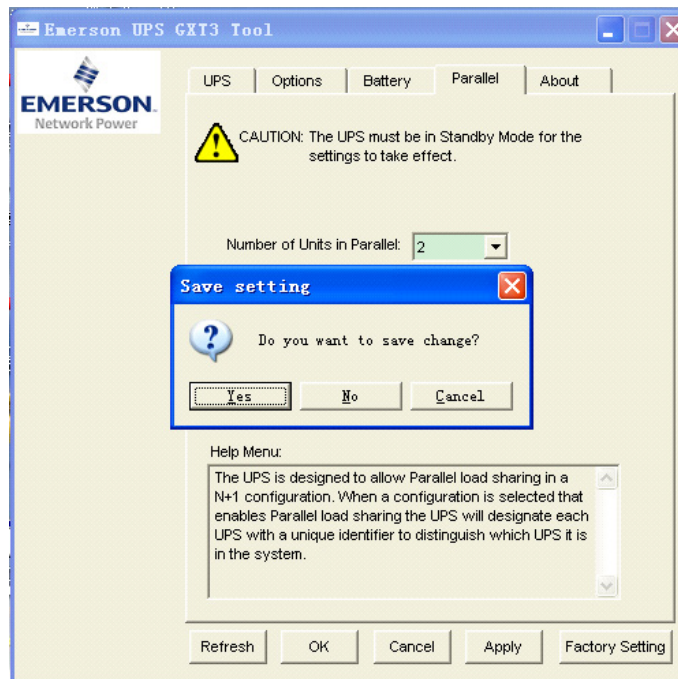 Emerson UPS GXT3 Tool
EMERSON.
Network Power
UPS
Options
Battery
Parallel
About
CAUTION: The UPS must be in Standby Mode for the
settings to take effect.
Number of Units in Parallel:
2
Save setting
Do you want to save change?
Yes
No
Cancel
Help Menu:
The UPS is designed to allow Parallel load sharing in a
N+1 configuration. When a configuration is selected that
enables Parallel load sharing the UPS will designate each
UPS with a unique identifier to distinguish which UPS it is
in the system.
Refresh
OK
Cancel
Apply
Factory Setting